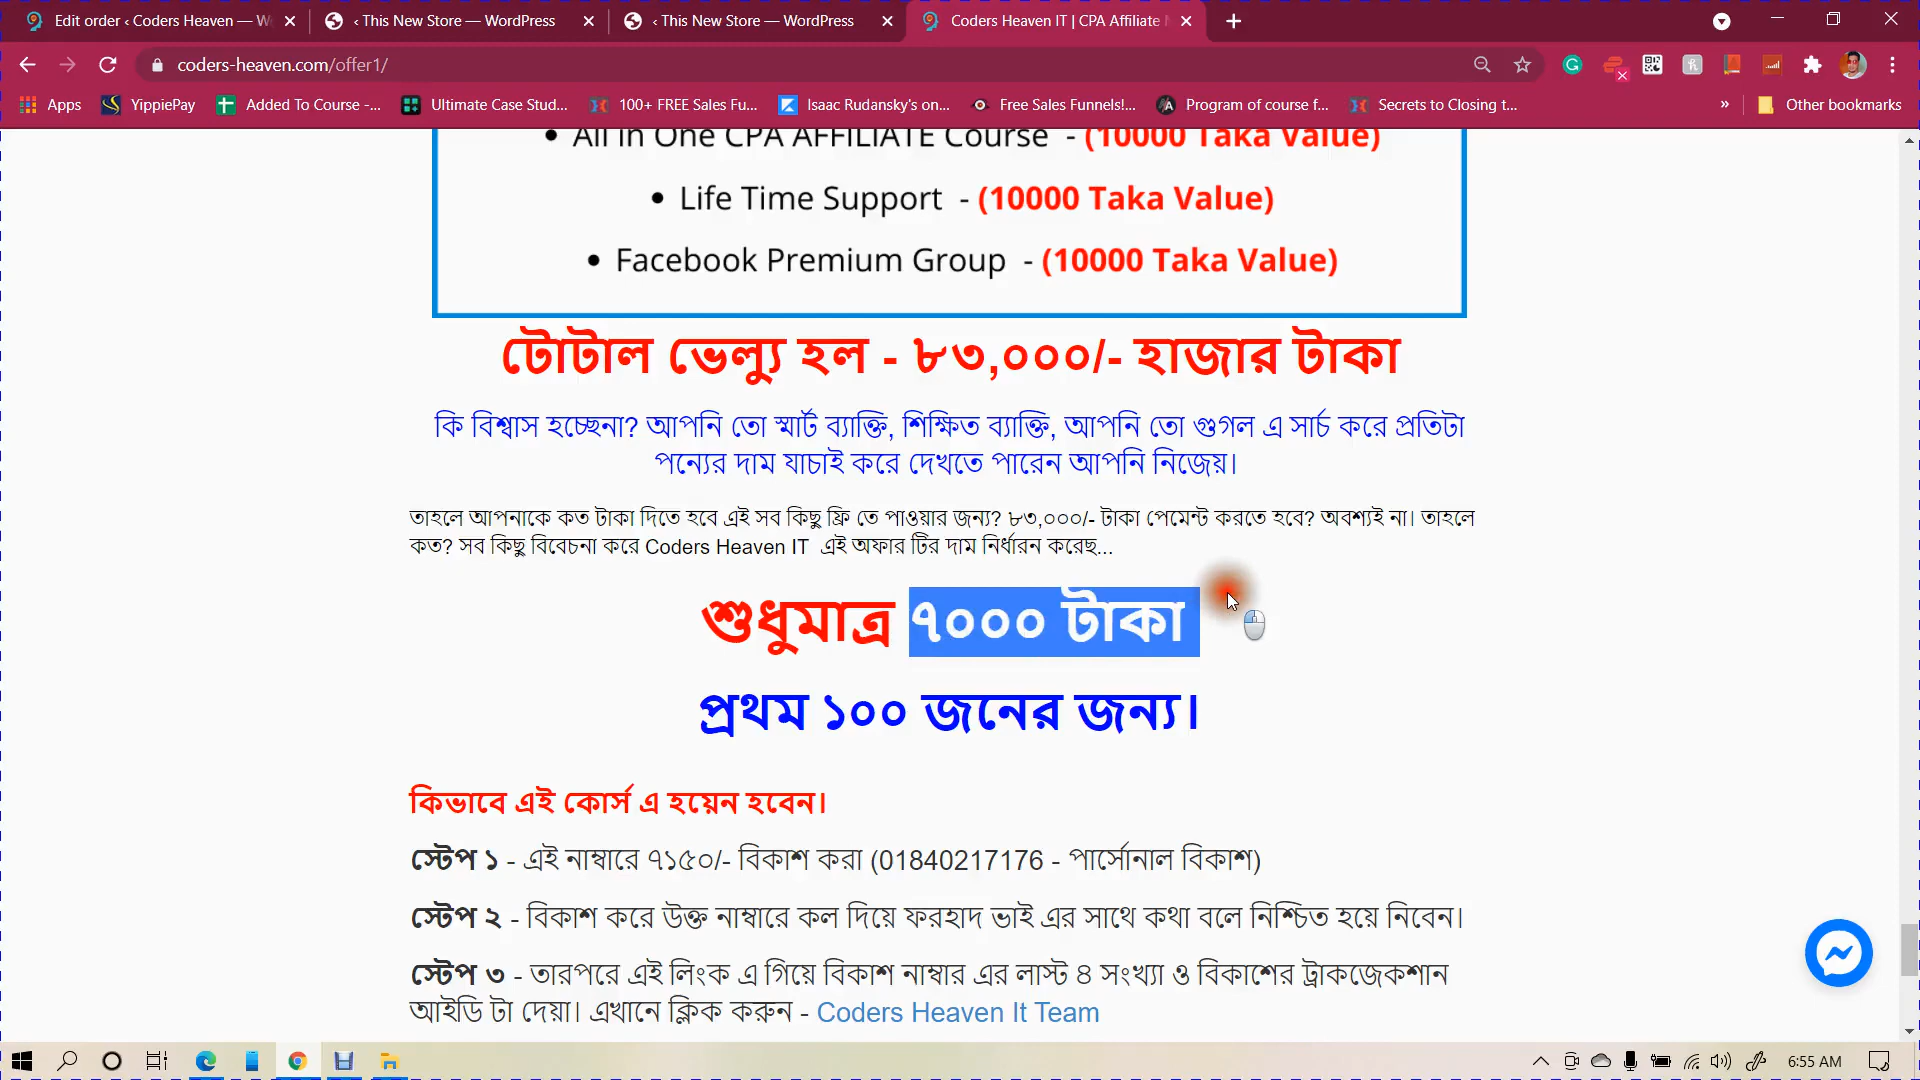 Edit order ‹ Coders Heaven — W
‹ This New Store — WordPress
‹ This New Store — WordPress
Coders Heaven IT | CPA Affiliate M
coders-heaven.com/offer1/
Apps
YippiePay
Added To Course -...
Ultimate Case Stud...
100+ FREE Sales Fu...
Isaac Rudansky's on...
Free Sales Funnels!...
Program of course f...
Secrets to Closing t...
»
Other bookmarks
• All In One CPA AFFILIATE Course - (10000 Taka Value)
• Life Time Support - (10000 Taka Value)
• Facebook Premium Group - (10000 Taka Value)
টোটাল ভেল্যু হল - ৮৩,০০০/- হাজার টাকা
কি বিশ্বাস হচ্ছেনা? আপনি তো স্মার্ট ব্যাক্তি, শিক্ষিত ব্যাক্তি, আপনি তো গুগল এ সার্চ করে প্রতিটা
পন্যের দাম যাচাই করে দেখতে পারেন আপনি নিজেয়।
তাহলে আপনাকে কত টাকা দিতে হবে এই সব কিছু ফ্রি তে পাওয়ার জন্য? ৮৩,০০০/- টাকা পেমেন্ট করতে হবে? অবশ্যই না। তাহলে
কত? সব কিছু বিবেচনা করে Coders Heaven IT এই অফার টির দাম নির্ধারন করেছ...
শুধুমাত্র ৭০০০ টাকা
প্রথম ১০০ জনের জন্য।
কিভাবে এই কোর্স এ হয়েন হবেন।
স্টেপ ১ - এই নাম্বারে ৭১৫০/- বিকাশ করা (01840217176 - পার্সোনাল বিকাশ)
স্টেপ ২ - বিকাশ করে উক্ত নাম্বারে কল দিয়ে ফরহাদ ভাই এর সাথে কথা বলে নিশ্চিত হয়ে নিবেন।
স্টেপ ৩ - তারপরে এই লিংক এ গিয়ে বিকাশ নাম্বার এর লাস্ট ৪ সংখ্যা ও বিকাশের ট্রাকজেকশান
আইডি টা দেয়া। এখানে ক্লিক করুন - Coders Heaven It Team
6:55 AM